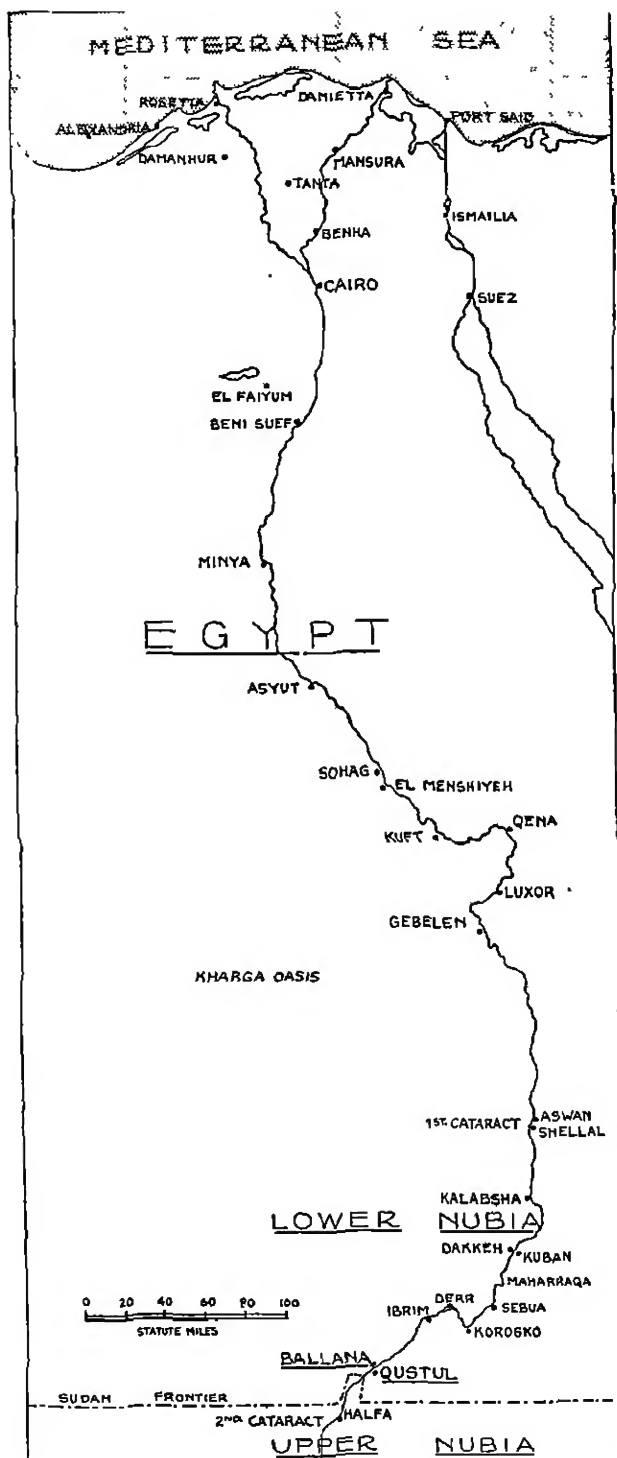 MEDITERRANEAN SEA
ROSETTA
DAMIETTA
ALEXANDRIA
PORT SAID
DAMANHUR
MANSURA
TANTA
ISMAILIA
BENHA
CAIRO
SUEZ
EL FAIYUM
BENI SUEF
MINYA
EGYPT
ASYUT
SOHAG
EL MENSHIYEH
QENA
KUFT
LUXOR
GEBELEN
KHARGA OASIS
1ST. CATARACT
ASWAN
SHELLAL
KALABSHA
LOWER NUBIA
DAKKEH
KUBAN
MAHARRAQA
DERR
SEBUA
IBRIM
KOROSKO
0 20 40 60 80 100
STATUTE MILES
BALLANA
QUSTUL
SUDAN FRONTIER
HALFA
2ND. CATARACT
UPPER NUBIA